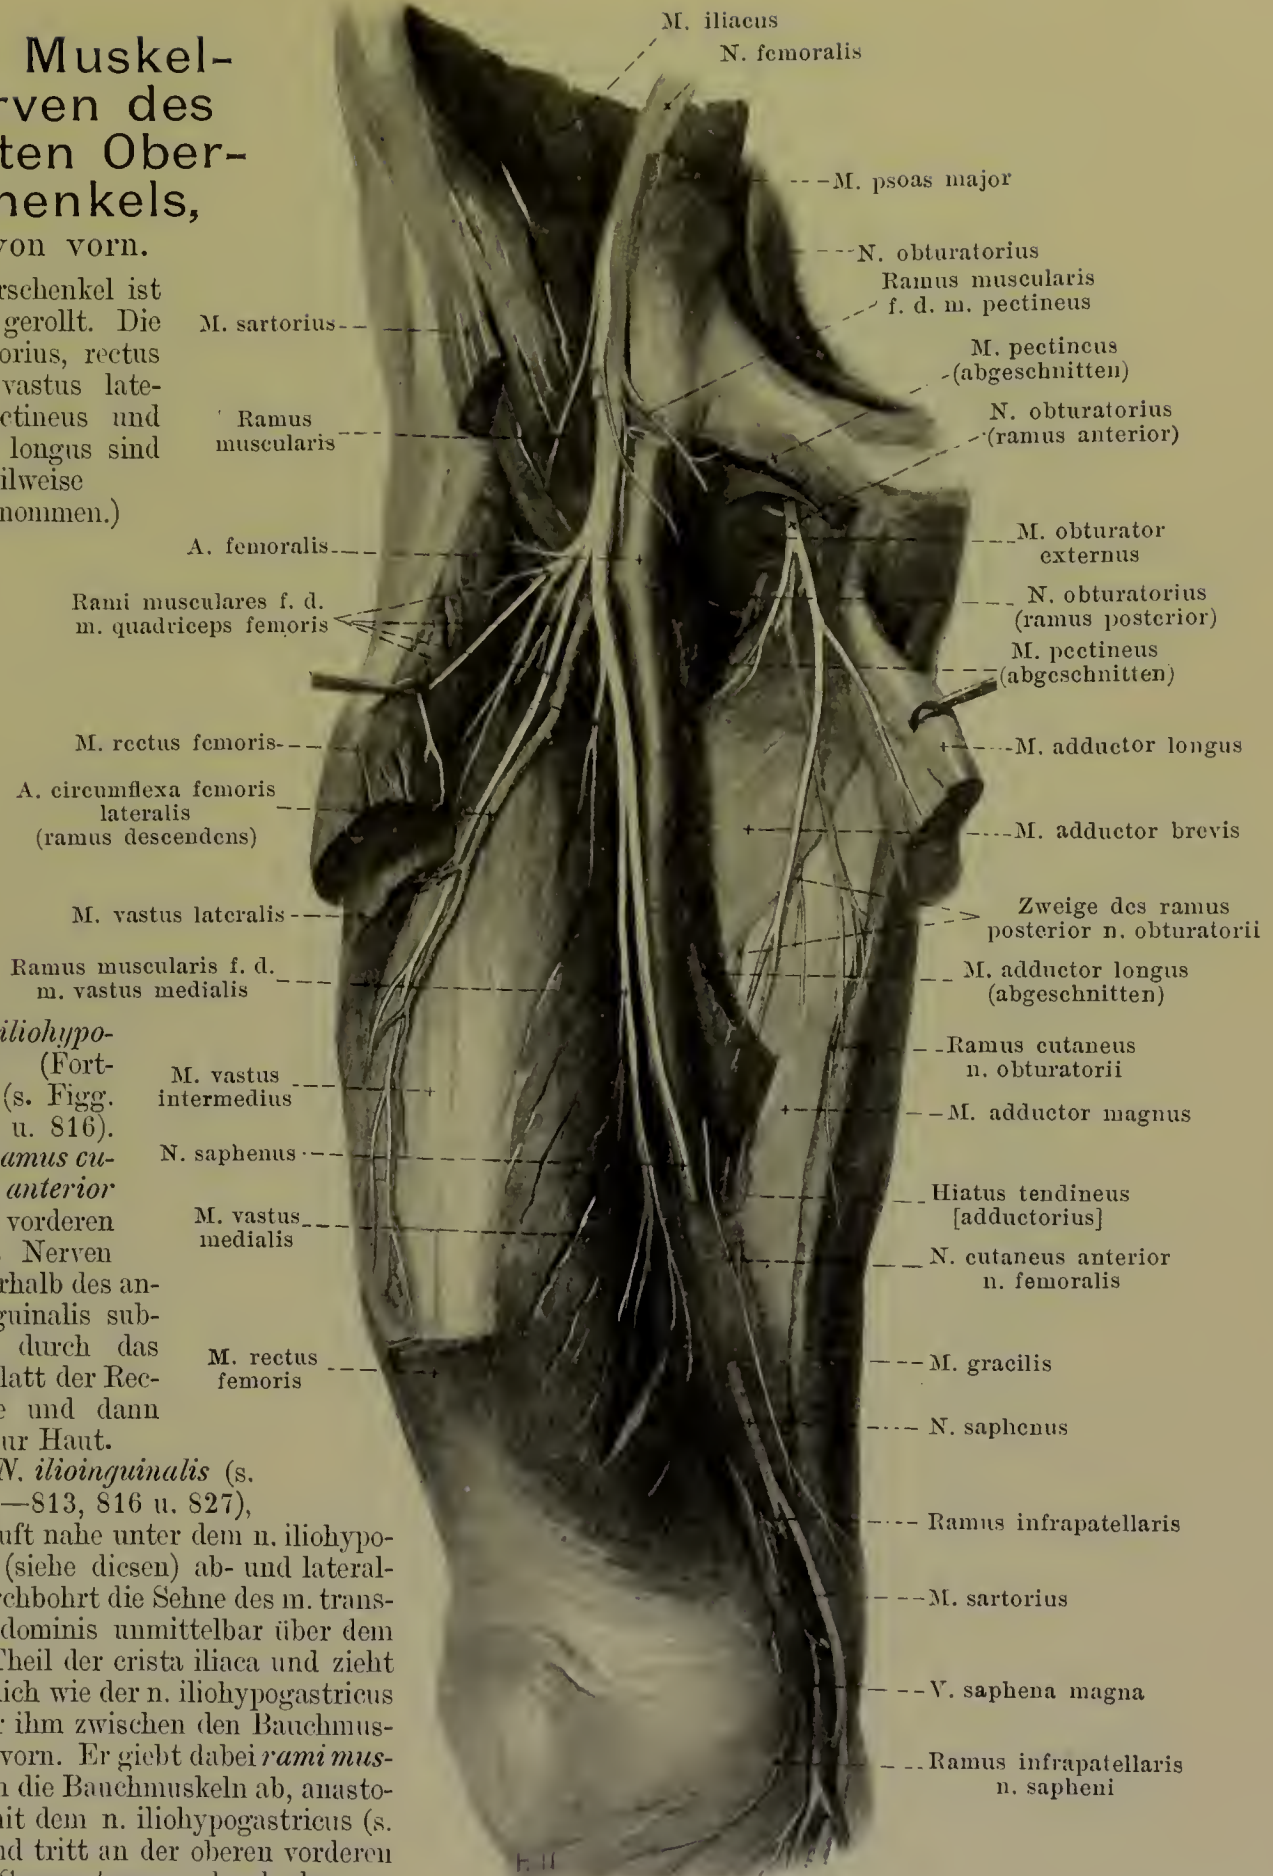 Muskel-
rven des
ten Ober-
henkels,
von vorn.
rschenkel ist
gerollt. Die
orius, rectus
vastus late-
ctineus und
longus sind
ilweise
nommen.)
M. iliacus
N. femoralis
M. psoas major
N. obturatorius
Ramus muscularis
f. d. m. pectineus
M. pectineus
(abgeschnitten)
N. obturatorius
(ramus anterior)
M. obturator
externus
N. obturatorius
(ramus posterior)
M. pectineus
(abgeschnitten)
M. adductor longus
M. adductor brevis
Zweige des ramus
posterior n. obturatorii
M. adductor longus
(abgeschnitten)
Ramus cutaneus
n. obturatorii
M. adductor magnus
Hiatus tendineus
[adductorius]
N. cutaneus anterior
n. femoralis
M. gracilis
N. saphenus
Ramus infrapatellaris
M. sartorius
V. saphena magna
Ramus infrapatellaris
n. sapheni
M. sartorius
Ramus
muscularis
A. femoralis
Rami musculares f. d.
m. quadriceps femoris
M. rectus femoris
A. circumflexa femoris
lateralis
(ramus descendens)
M. vastus lateralis
Ramus muscularis f. d.
m. vastus medialis
M. vastus
intermedius
N. saphenus
M. vastus
medialis
M. rectus
femoris
iliohypo-
(Fort-
(s. Figg.
u. 816).
amus cu-
anterior
vorderen
Nerven
rhalb des an-
guinalis sub-
durch das
latt der Rec-
e und dann
ur Haut.
N. ilioinguinalis (s.
—813, 816 u. 827),
uft nahe unter dem n. iliohypo-
(siehe diesen) ab- und lateral-
rchbohrt die Sehne des m. trans-
dominis unmittelbar über dem
Theil der crista iliaca und zieht
lich wie der n. iliohypogastricus
r ihm zwischen den Bauchmus-
vorn. Er giebt dabei rami mus-
n die Bauchmuskeln ab, anasto-
nit dem n. iliohypogastricus (s.
nd tritt an der oberen vorderen